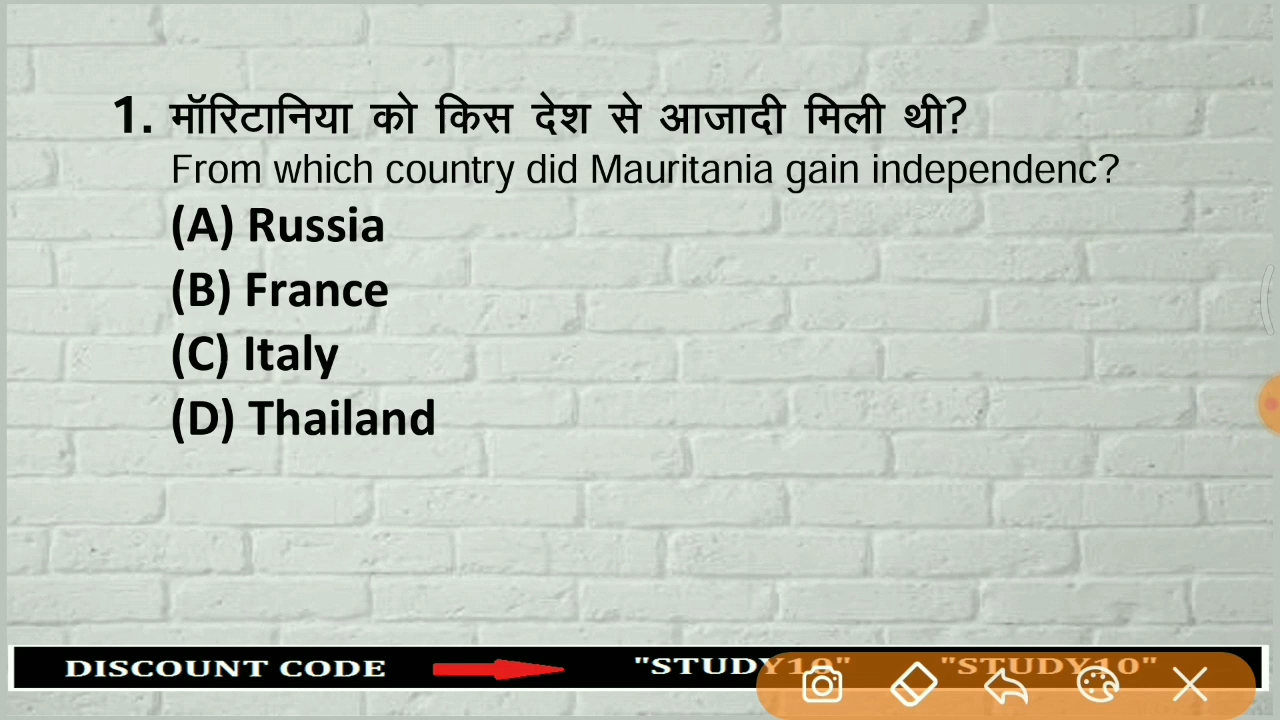 1. मॉरिटानिया को किस देश से आजादी मिली थी?
From which country did Mauritania gain independenc?
(A) Russia
(B) France
(C) Italy
(D) Thailand
DISCOUNT CODE "STUDY10" "STUDY10"